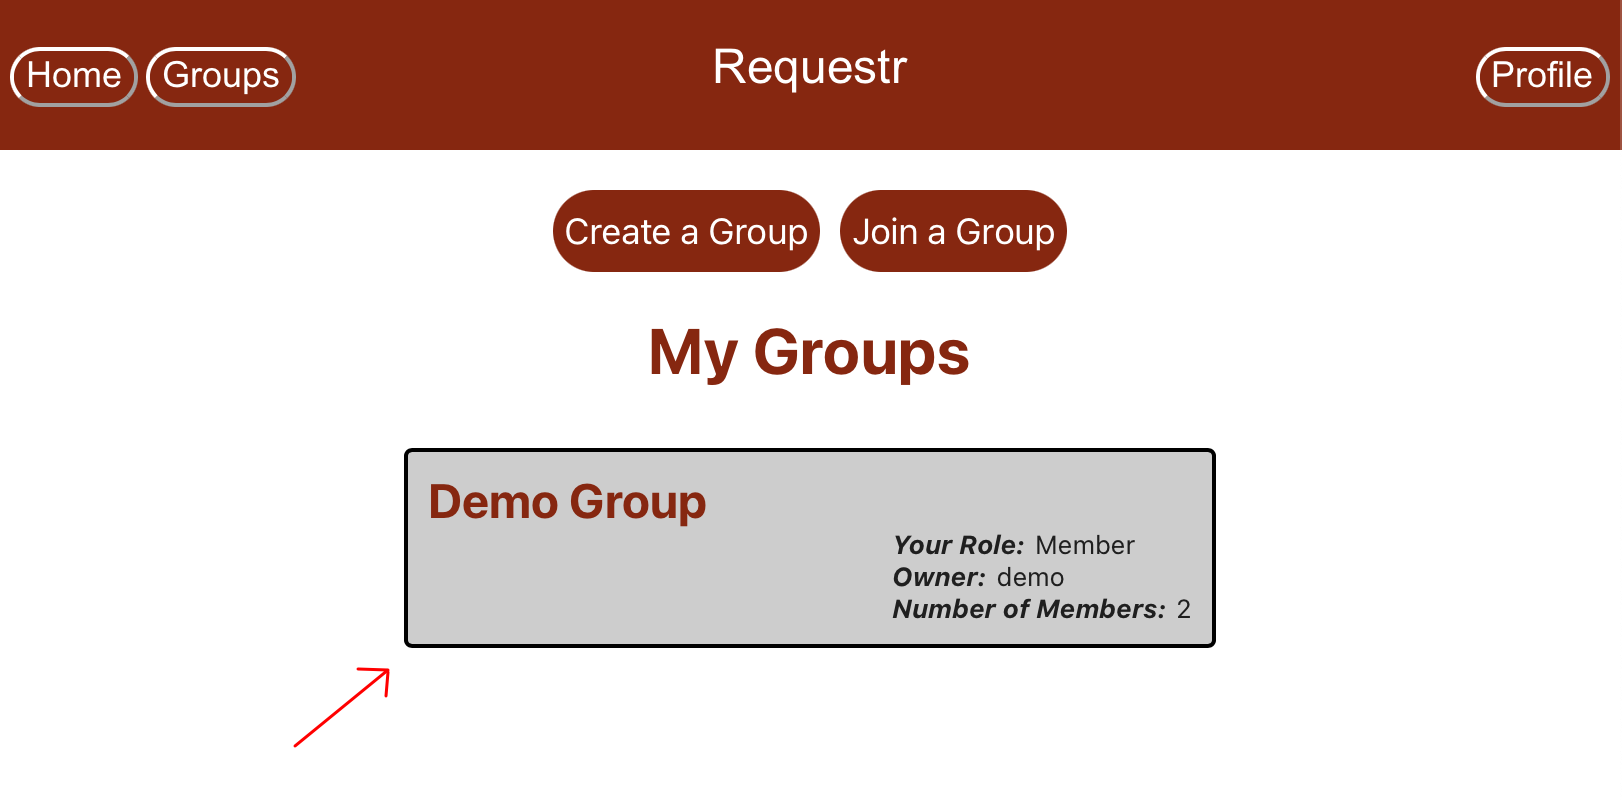 Home Groups Requestr Profile
Create a Group Join a Group
My Groups
Demo Group
Your Role: Member
Owner: demo
Number of Members: 2